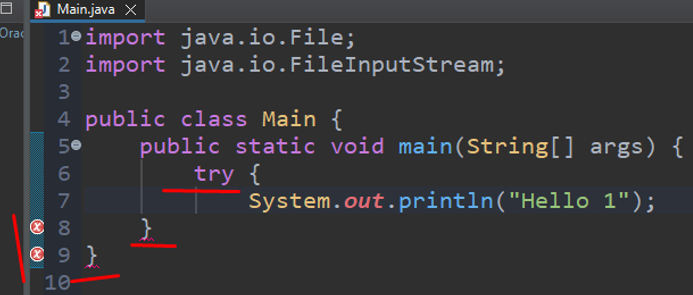 Main.java
Orac
1 import java.io.File;
2 import java.io.FileInputStream;
3
4 public class Main {
5     public static void main(String[] args) {
6         try {
7             System.out.println("Hello 1");
8     }
9 }
10